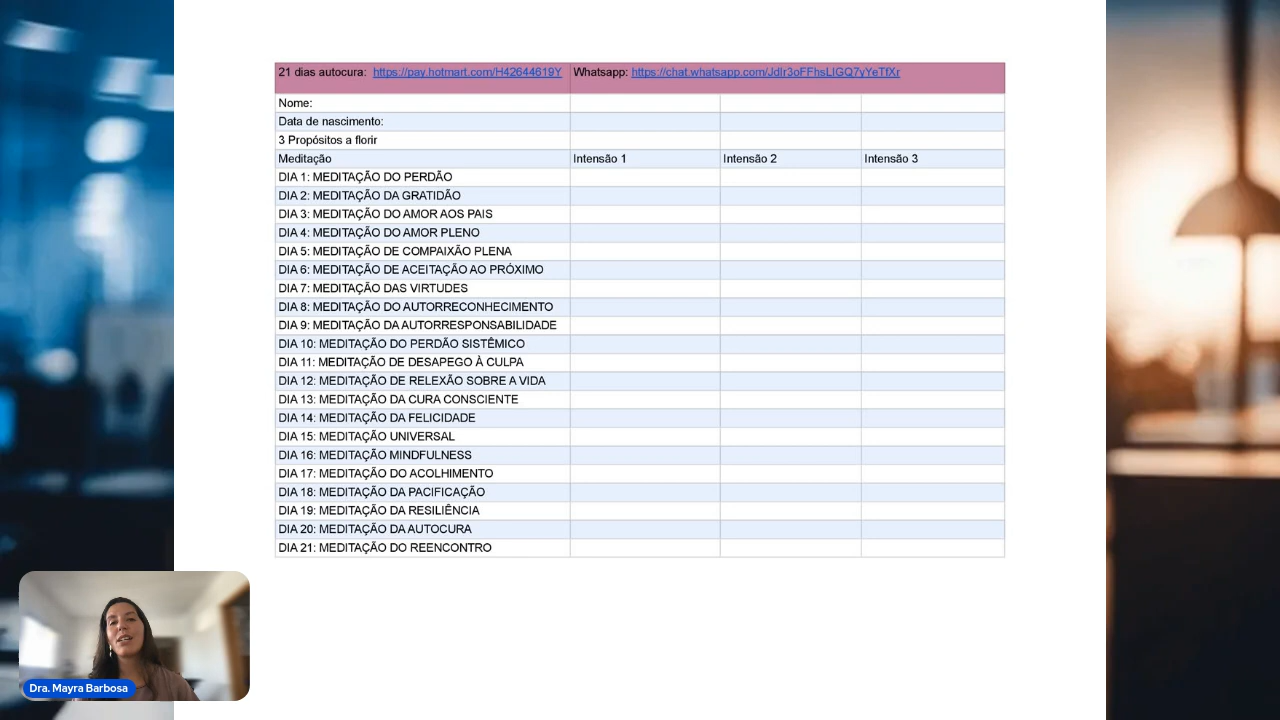 21 dias autocura: https://pay.hotmart.com/H42644619Y Whatsapp: https://chat.whatsapp.com/JdIr3oFFhsLIGQ7yYeTfXr
Nome:
Data de nascimento:
3 Propósitos a florir
Meditação Intensão 1 Intensão 2 Intensão 3
DIA 1: MEDITAÇÃO DO PERDÃO
DIA 2: MEDITAÇÃO DA GRATIDÃO
DIA 3: MEDITAÇÃO DO AMOR AOS PAIS
DIA 4: MEDITAÇÃO DO AMOR PLENO
DIA 5: MEDITAÇÃO DE COMPAIXÃO PLENA
DIA 6: MEDITAÇÃO DE ACEITAÇÃO AO PRÓXIMO
DIA 7: MEDITAÇÃO DAS VIRTUDES
DIA 8: MEDITAÇÃO DO AUTORRECONHECIMENTO
DIA 9: MEDITAÇÃO DA AUTORRESPONSABILIDADE
DIA 10: MEDITAÇÃO DO PERDÃO SISTÊMICO
DIA 11: MEDITAÇÃO DE DESAPEGO À CULPA
DIA 12: MEDITAÇÃO DE RELEXÃO SOBRE A VIDA
DIA 13: MEDITAÇÃO DA CURA CONSCIENTE
DIA 14: MEDITAÇÃO DA FELICIDADE
DIA 15: MEDITAÇÃO UNIVERSAL
DIA 16: MEDITAÇÃO MINDFULNESS
DIA 17: MEDITAÇÃO DO ACOLHIMENTO
DIA 18: MEDITAÇÃO DA PACIFICAÇÃO
DIA 19: MEDITAÇÃO DA RESILIÊNCIA
DIA 20: MEDITAÇÃO DA AUTOCURA
DIA 21: MEDITAÇÃO DO REENCONTRO
Dra. Mayra Barbosa